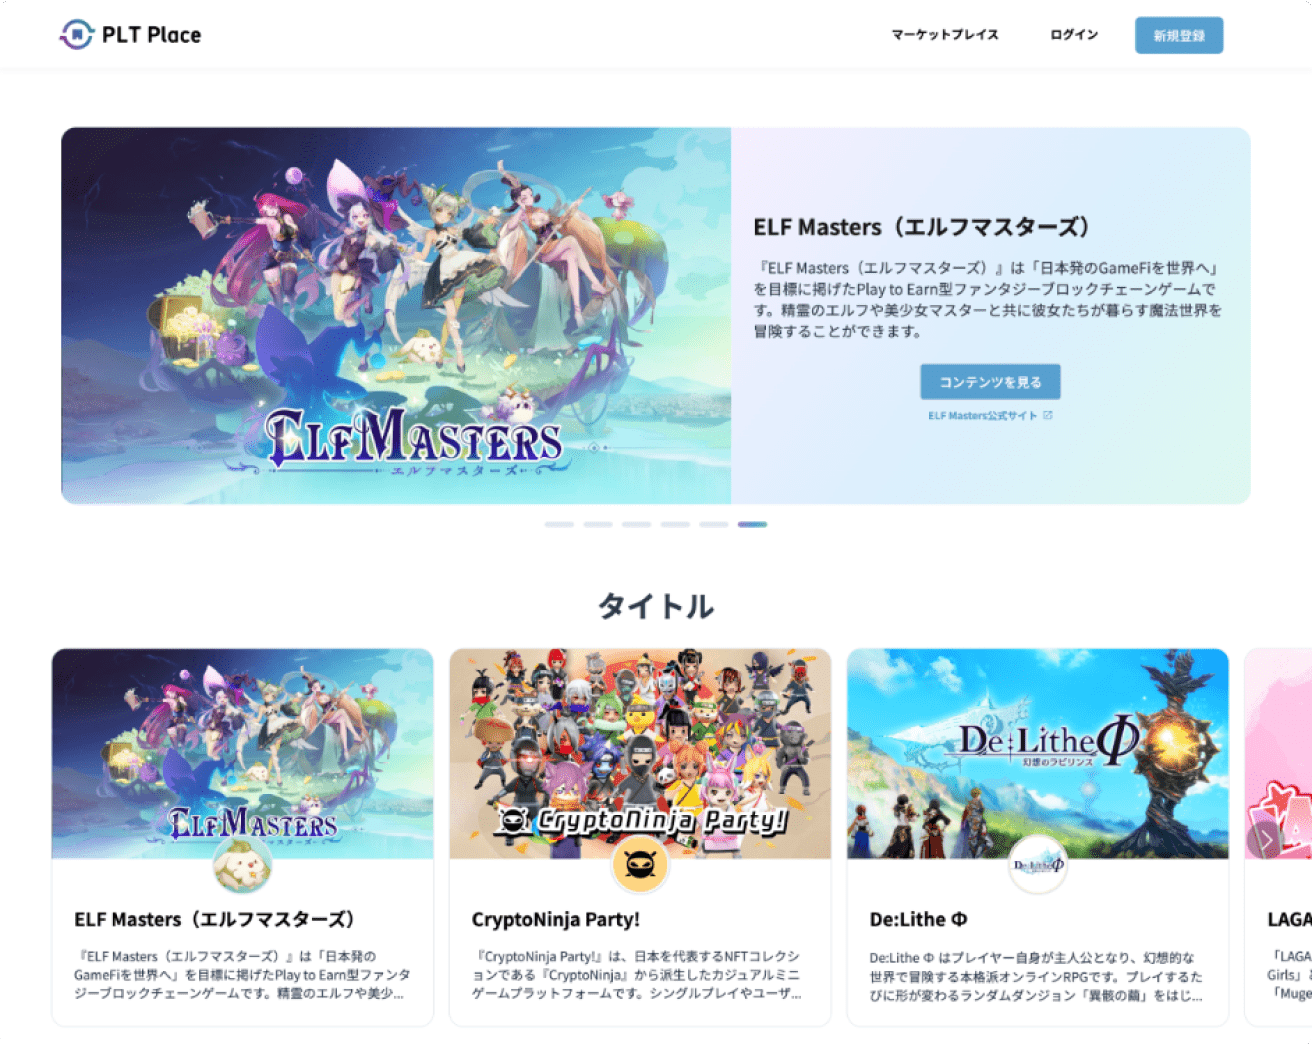 PLT Place
マーケットプレイス
ログイン
新規登録
ELFMASTERS
エルフマスターズ
ELF Masters（エルフマスターズ）
『ELF Masters（エルフマスターズ）』は「日本発のGameFiを世界へ」
を目標に掲げたPlay to Earn型ファンタジーブロックチェーンゲームで
す。精霊のエルフや美少女マスターと共に彼女たちが暮らす魔法世界を
冒険することができます。
コンテンツを見る
ELF Masters公式サイト
タイトル
ELFMASTERS
エルフマスターズ
ELF Masters（エルフマスターズ）
『ELF Masters（エルフマスターズ）』は「日本発の
GameFiを世界へ」を目標に掲げたPlay to Earn型ファンタ
ジーブロックチェーンゲームです。精霊のエルフや美少...
CryptoNinja Party!
CryptoNinja Party!
『CryptoNinja Party!』は、日本を代表するNFTコレクシ
ョンである『CryptoNinja』から派生したカジュアルミニ
ゲームプラットフォームです。シングルプレイやユーザ...
De:LitheΦ
幻想のラビリンス
De:LitheΦ
De:Lithe Φ
De:Lithe Φ はプレイヤー自身が主人公となり、幻想的な
世界で冒険する本格派オンラインRPGです。プレイするた
びに形が変わるランダムダンジョン「異骸の繭」をはじ...
LAGA
「LAGA
Girls」
「Muge